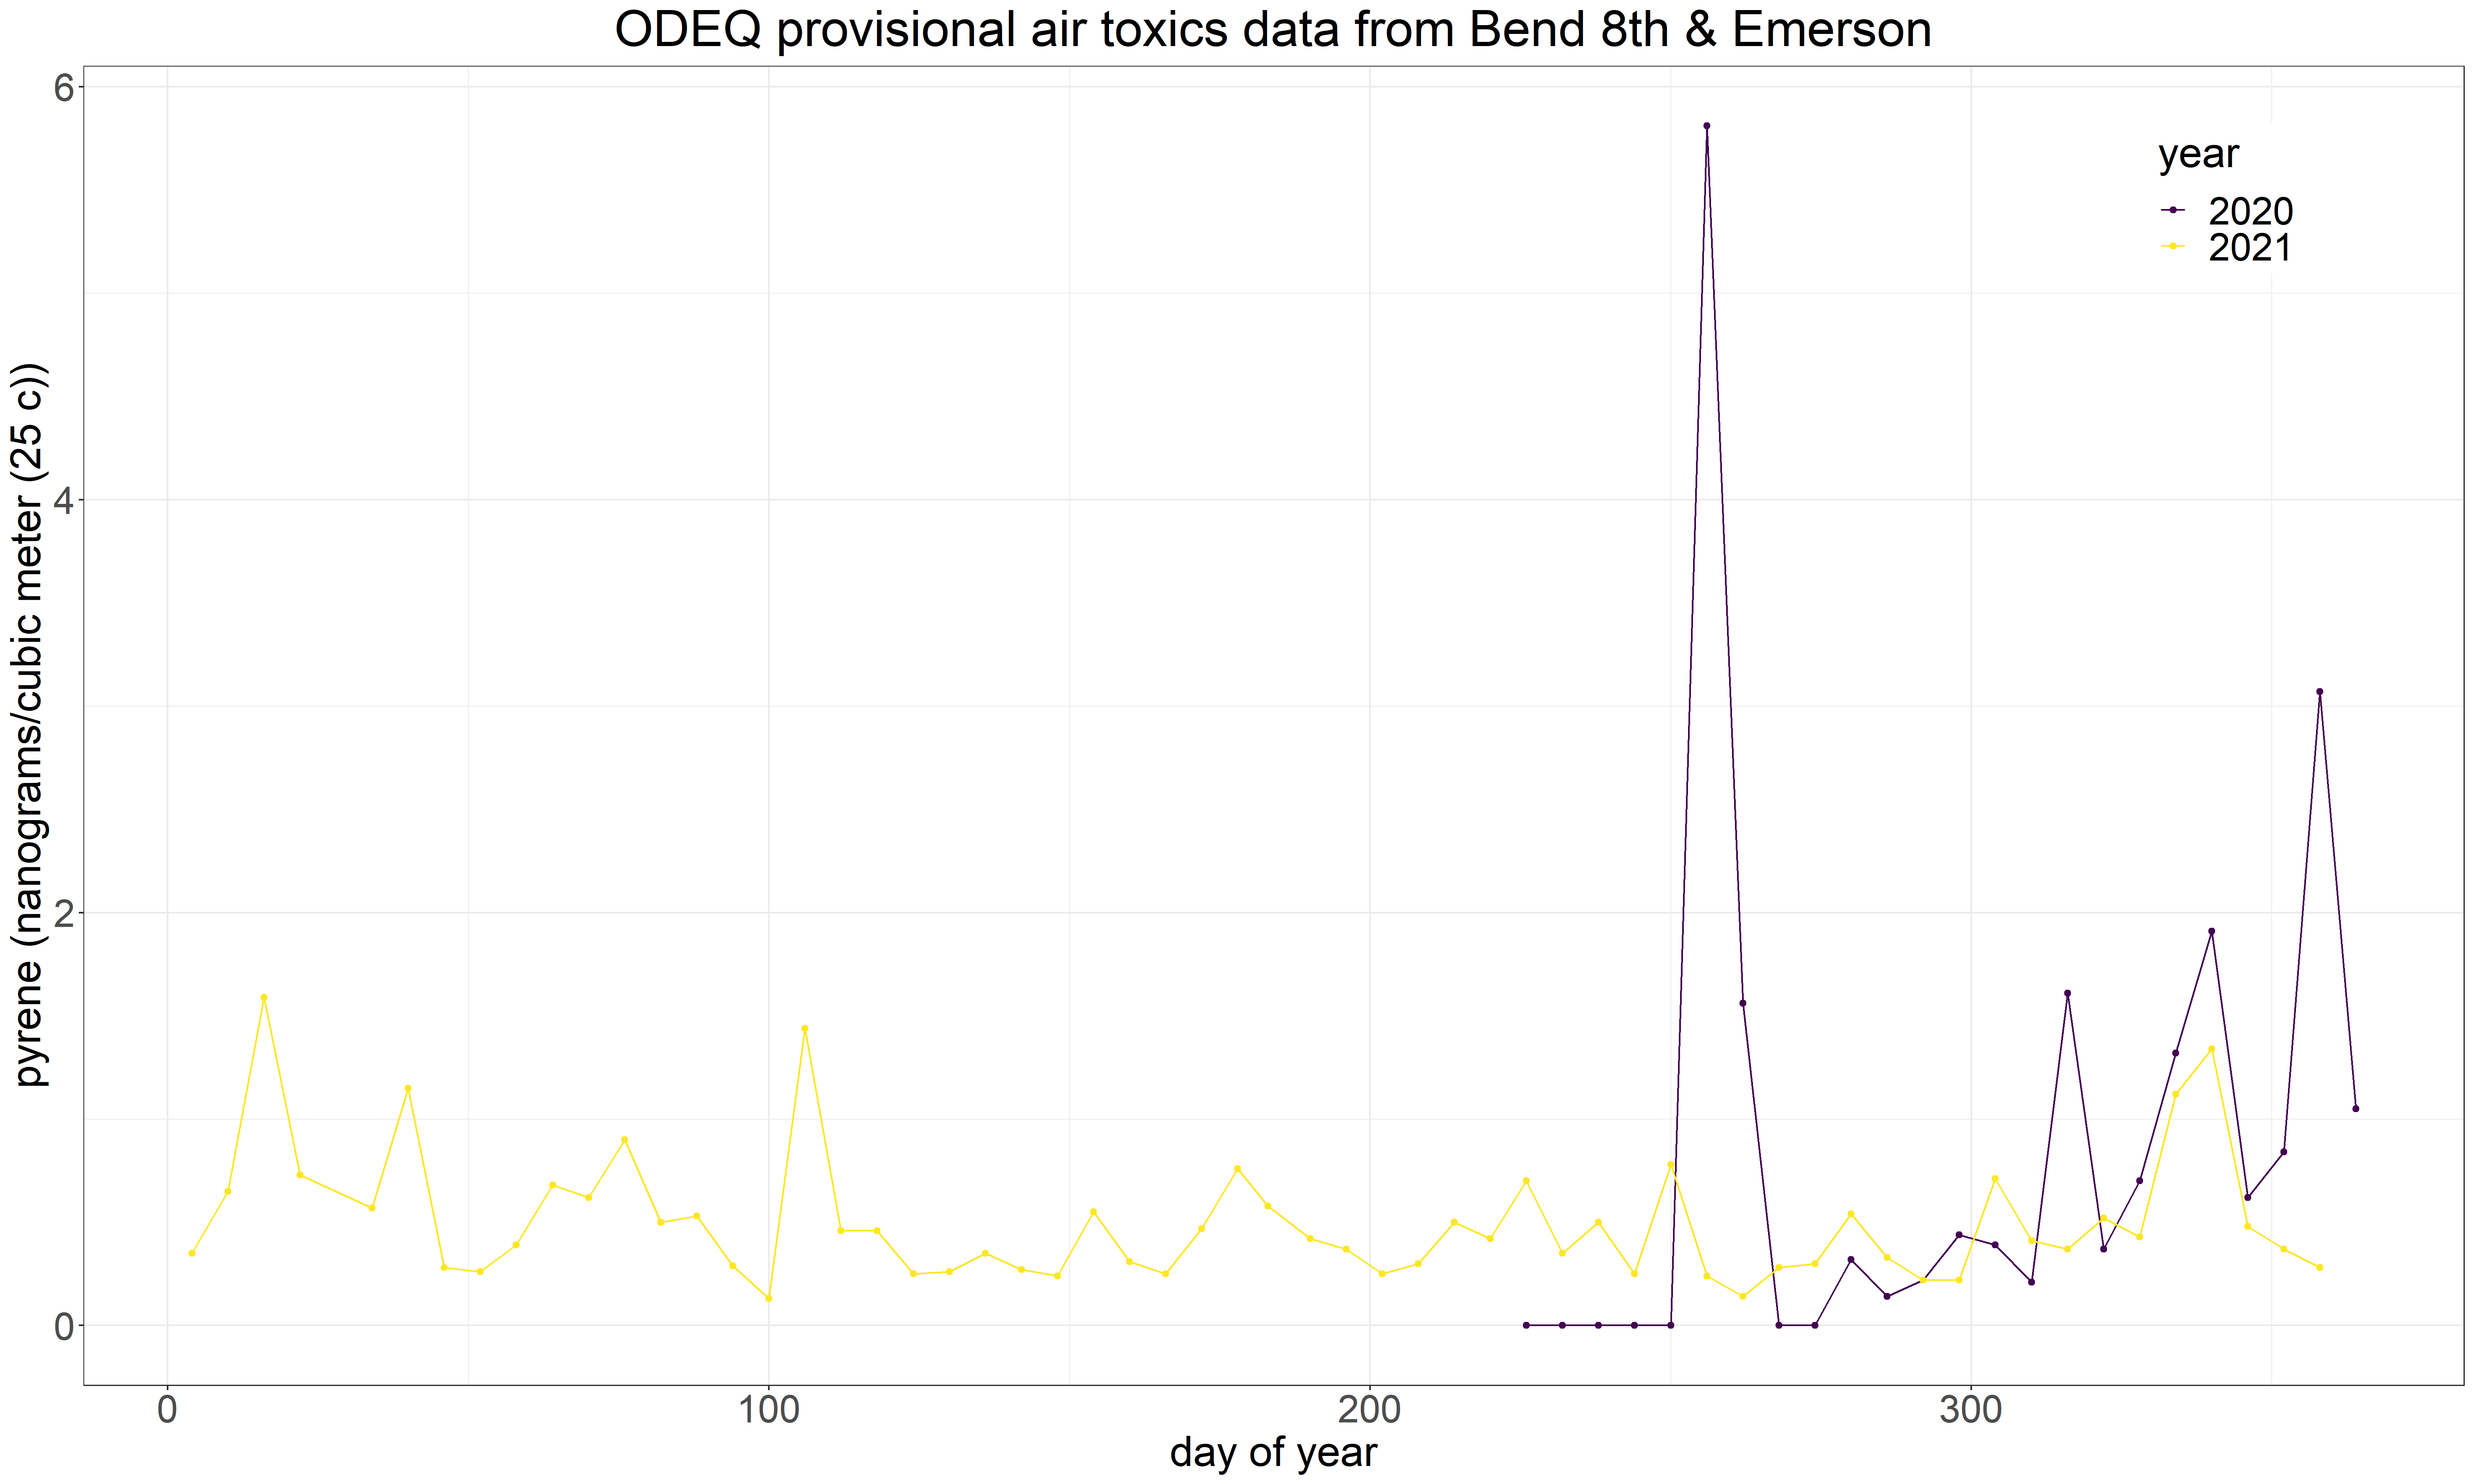 ODEQ provisional air toxics data from Bend 8th & Emerson
pyrene (nanograms/cubic meter (25 c))
6
4
2
0
year
2020
2021
0 100 200 300
day of year